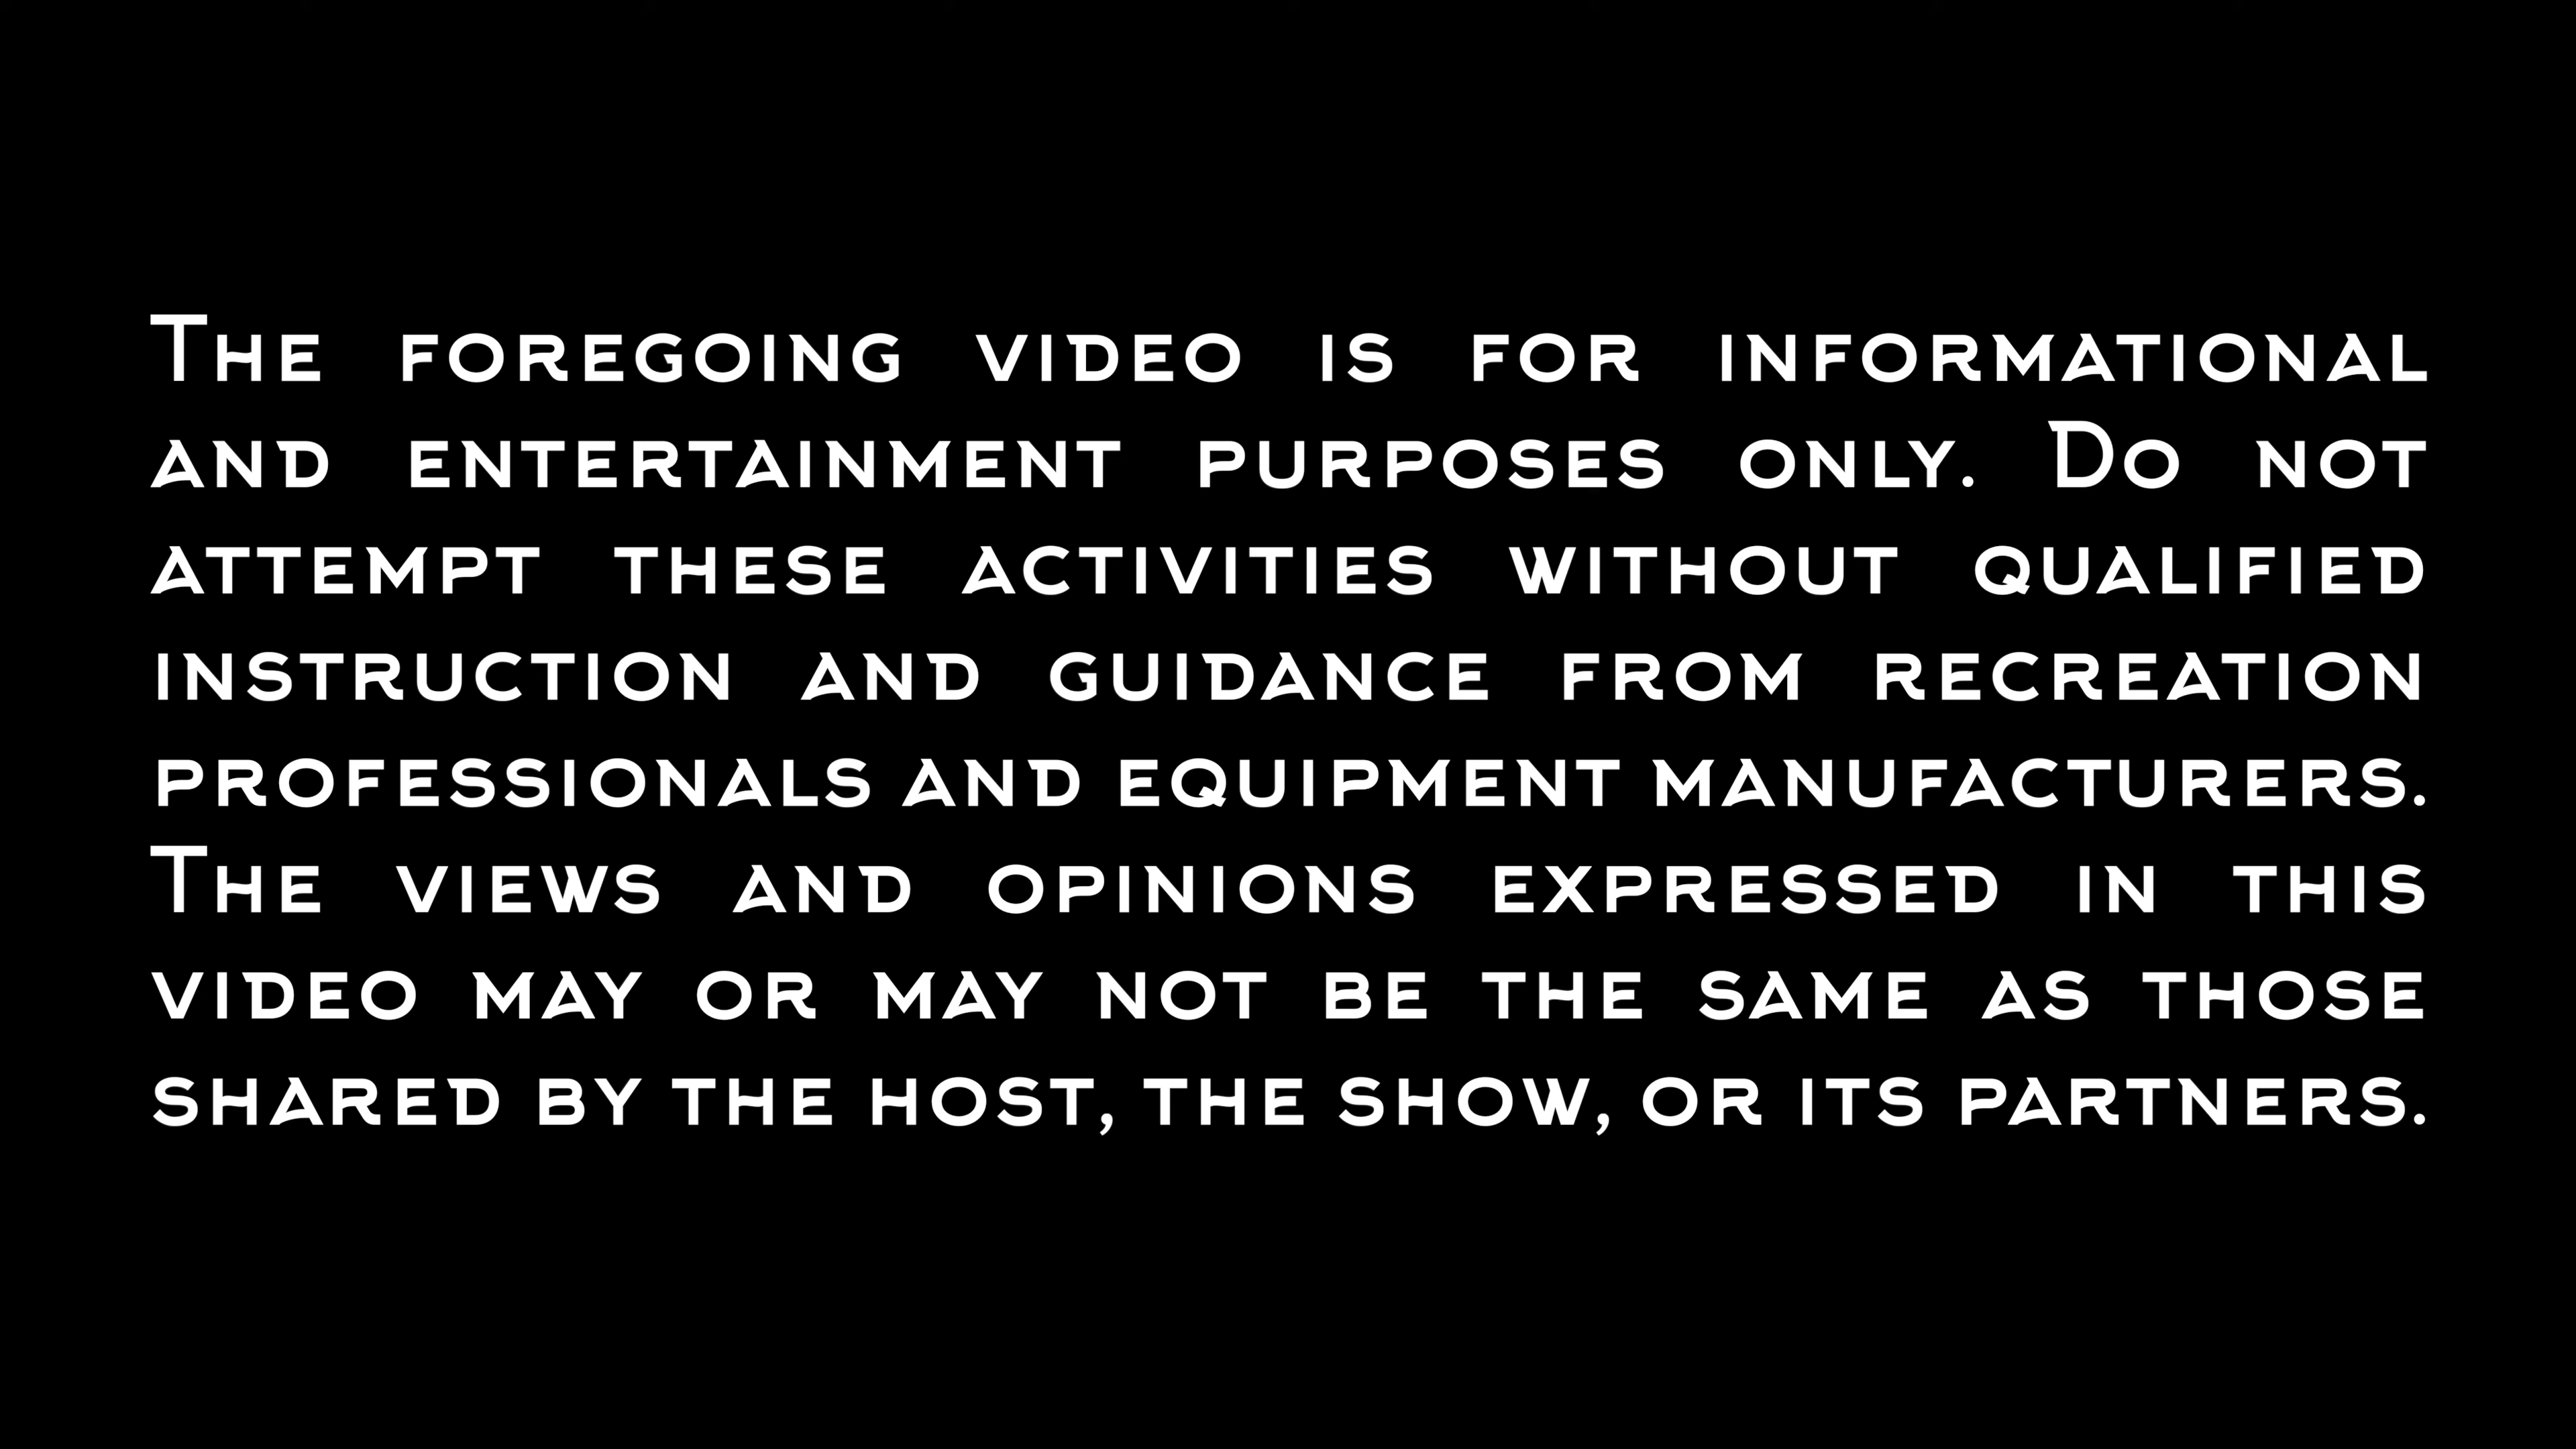 The foregoing video is for informational
and entertainment purposes only. Do not
attempt these activities without qualified
instruction and guidance from recreation
professionals and equipment manufacturers.
The views and opinions expressed in this
video may or may not be the same as those
shared by the host, the show, or its partners.